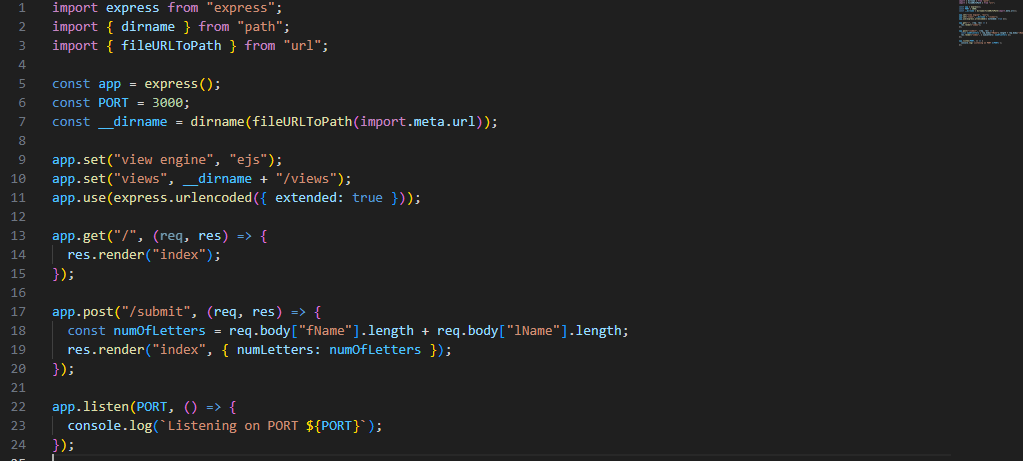 1 import express from "express";
2 import { dirname } from "path";
3 import { fileURLToPath } from "url";
4
5 const app = express();
6 const PORT = 3000;
7 const __dirname = dirname(fileURLToPath(import.meta.url));
8
9 app.set("view engine", "ejs");
10 app.set("views", __dirname + "/views");
11 app.use(express.urlencoded({ extended: true }));
12
13 app.get("/", (req, res) => {
14   res.render("index");
15 });
16
17 app.post("/submit", (req, res) => {
18   const numOfLetters = req.body["fName"].length + req.body["lName"].length;
19   res.render("index", { numLetters: numOfLetters });
20 });
21
22 app.listen(PORT, () => {
23   console.log(`Listening on PORT ${PORT}`);
24 });